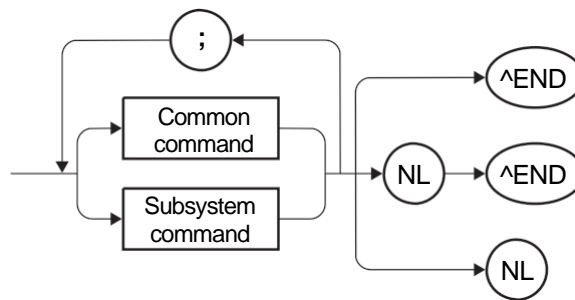 ;
^END
Common
command
NL
^END
Subsystem
command
NL